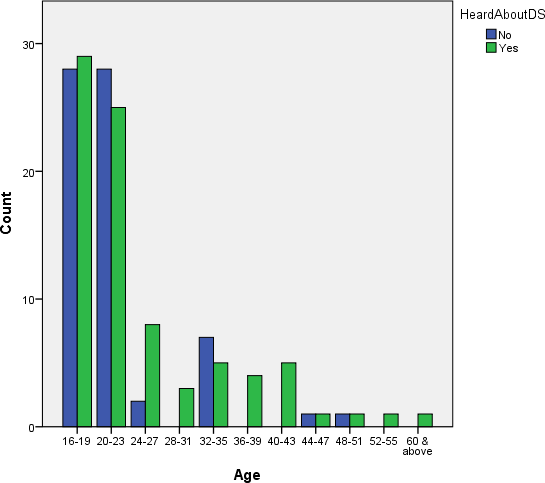 HeardAboutDS
No
Yes
30
20
10
0
Count
16-19 20-23 24-27 28-31 32-35 36-39 40-43 44-47 48-51 52-55 60 &
above
Age